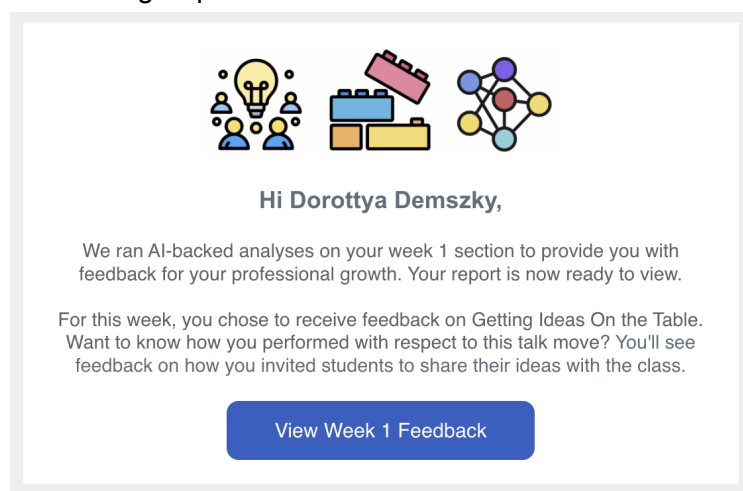 Hi Dorottya Demszky,
We ran AI-backed analyses on your week 1 section to provide you with
feedback for your professional growth. Your report is now ready to view.
For this week, you chose to receive feedback on Getting Ideas On the Table.
Want to know how you performed with respect to this talk move? You'll see
feedback on how you invited students to share their ideas with the class.
View Week 1 Feedback